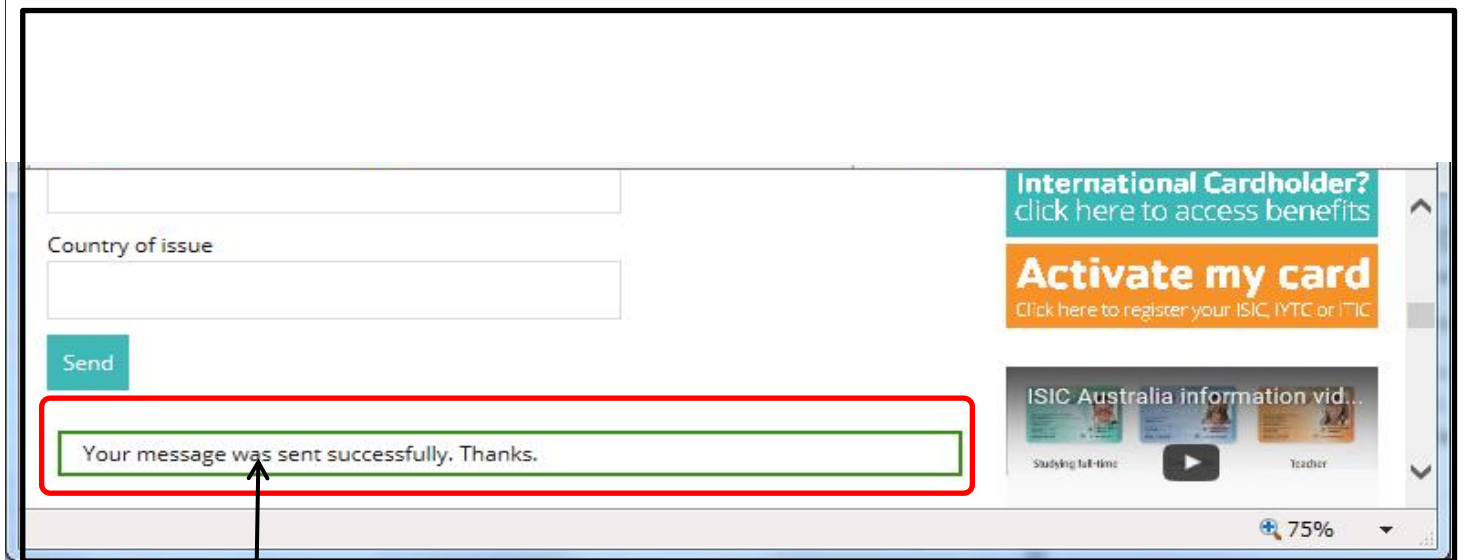 International Cardholder?
click here to access benefits
Country of issue
Activate my card
Click here to register your ISIC, IYTC or ITIC
Send
ISIC Australia information vid...
Your message was sent successfully. Thanks.
Studying full-time
Teacher
75%